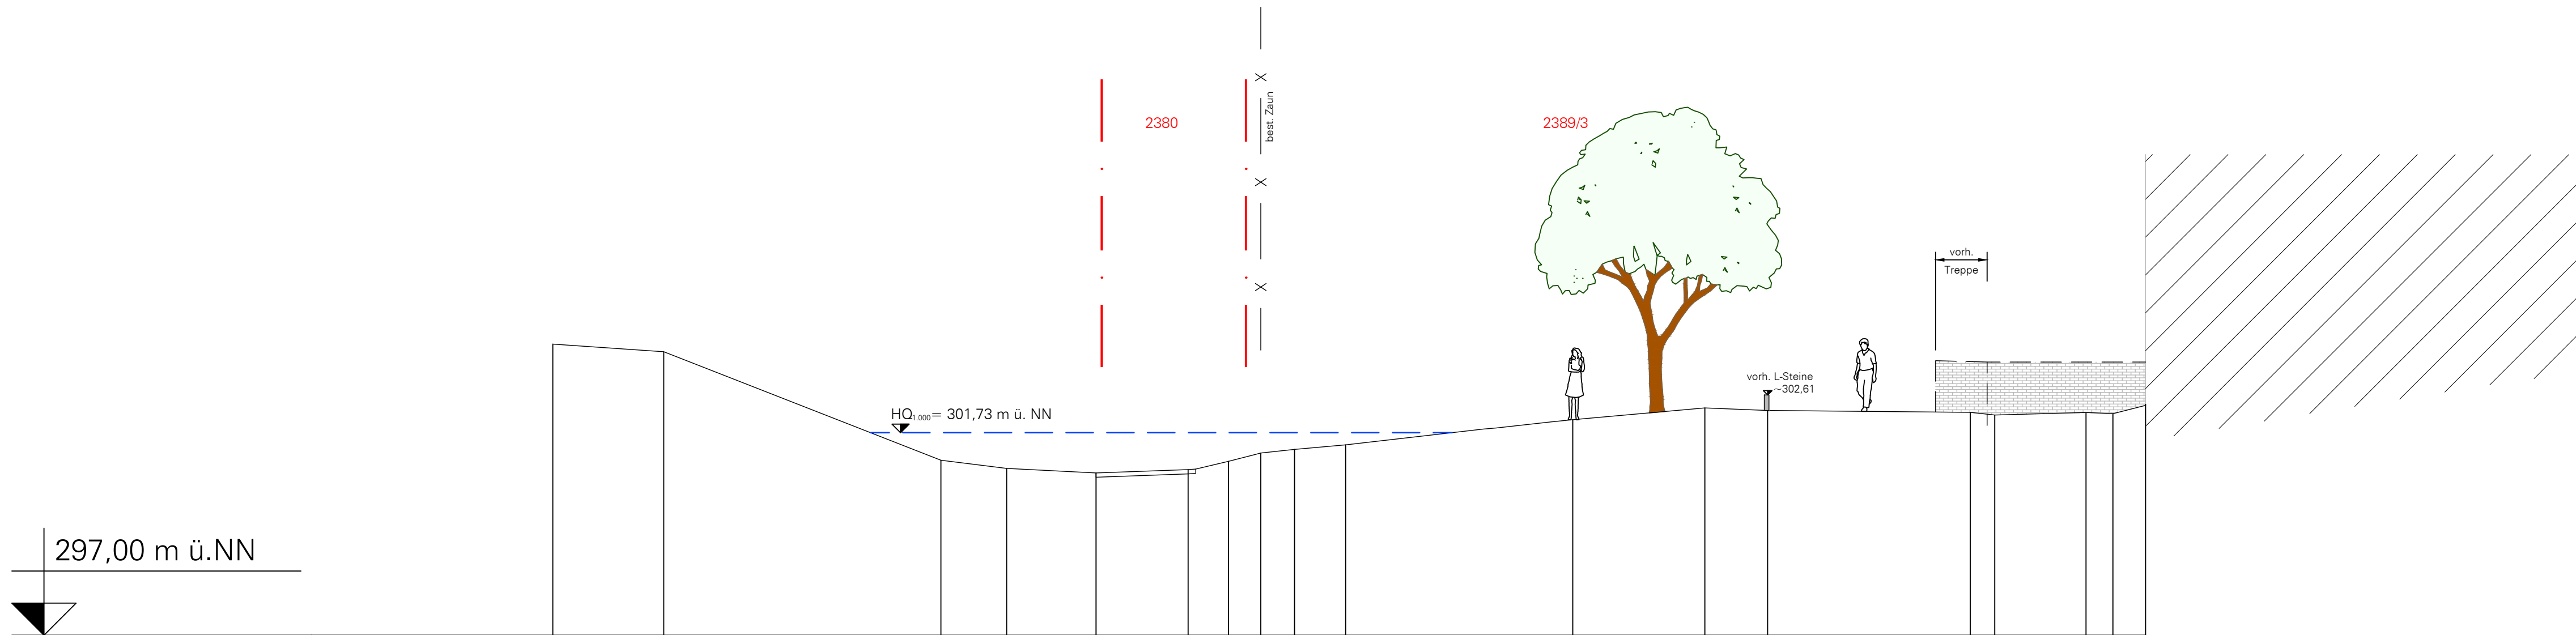 best. Zaun
2380
2389/3
vorh.
Treppe
vorh. L-Steine
~302,61
HQ1.000= 301,73 m ü. NN
297,00 m ü.NN